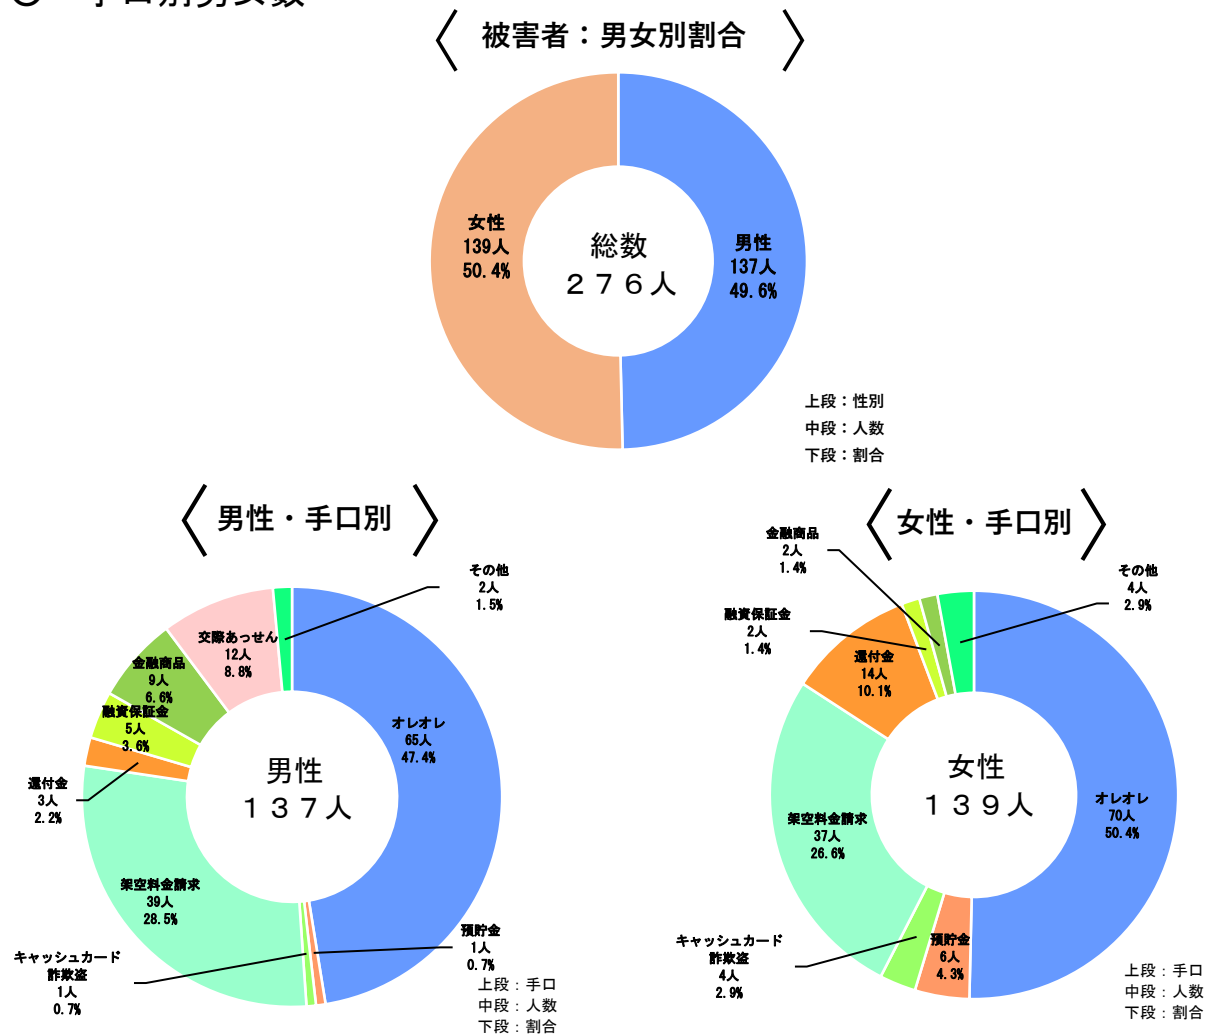 手口別男女数
〈 被害者：男女別割合 〉
女性
139人
50.4%
総数
２７６人
男性
137人
49.6%
上段：性別
中段：人数
下段：割合
〈 男性・手口別 〉
その他
2人
1.5%
交際あっせん
12人
8.8%
金融商品
9人
6.6%
融資保証金
5人
3.6%
還付金
3人
2.2%
オレオレ
65人
47.4%
男性
１３７人
架空料金請求
39人
28.5%
キャッシュカード
詐欺盗
1人
0.7%
預貯金
1人
0.7%
上段：手口
中段：人数
下段：割合
〈 女性・手口別 〉
金融商品
2人
1.4%
その他
4人
2.9%
融資保証金
2人
1.4%
還付金
14人
10.1%
女性
１３９人
オレオレ
70人
50.4%
架空料金請求
37人
26.6%
キャッシュカード
詐欺盗
4人
2.9%
預貯金
6人
4.3%
上段：手口
中段：人数
下段：割合